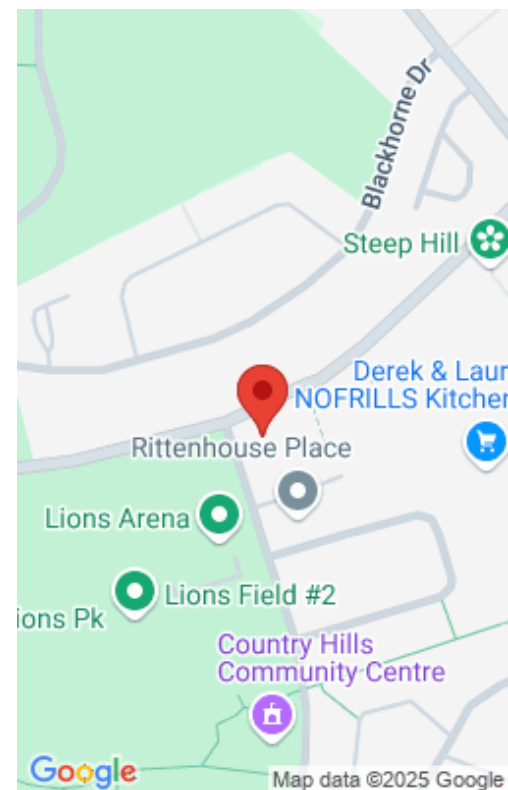 Blackhorne Dr
Steep Hill
Derek & Laur
NOFRILLS Kitchen
Rittenhouse Place
Lions Arena
Lions Field #2
ions Pk
Country Hills
Community Centre
Google
Map data ©2025 Google